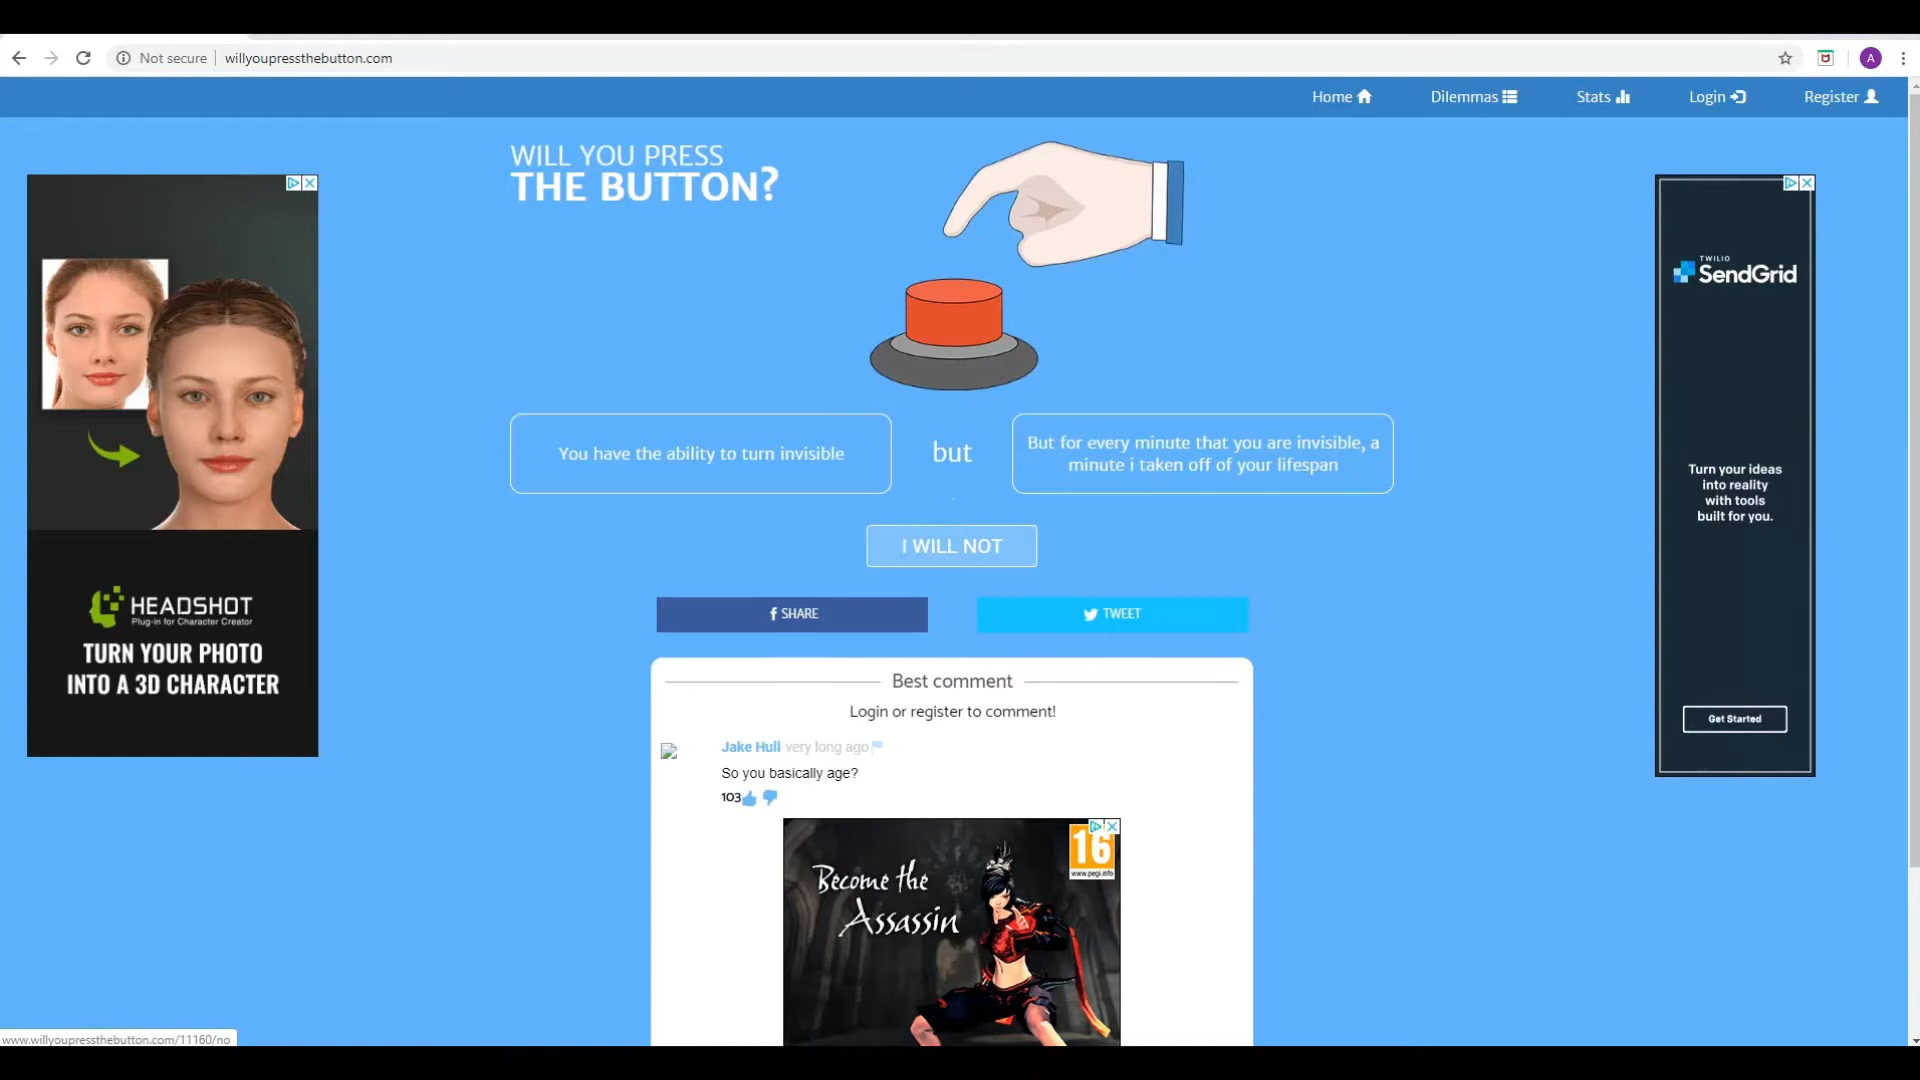 Not secure
willyoupressthebutton.com
A
Home
Dilemmas
Stats
Login
Register
WILL YOU PRESS
THE BUTTON?
You have the ability to turn invisible
but
But for every minute that you are invisible, a
minute i taken off of your lifespan
I WILL NOT
SHARE
TWEET
Best comment
Login or register to comment!
Jake Hull very long ago
So you basically age?
103
Become the
Assassin
16
www.pegi.info
HEADSHOT
Plug-in for Character Creator
TURN YOUR PHOTO
INTO A 3D CHARACTER
TWILIO
SendGrid
Turn your ideas
into reality
with tools
built for you.
Get Started
www.willyoupressthebutton.com/11160/no